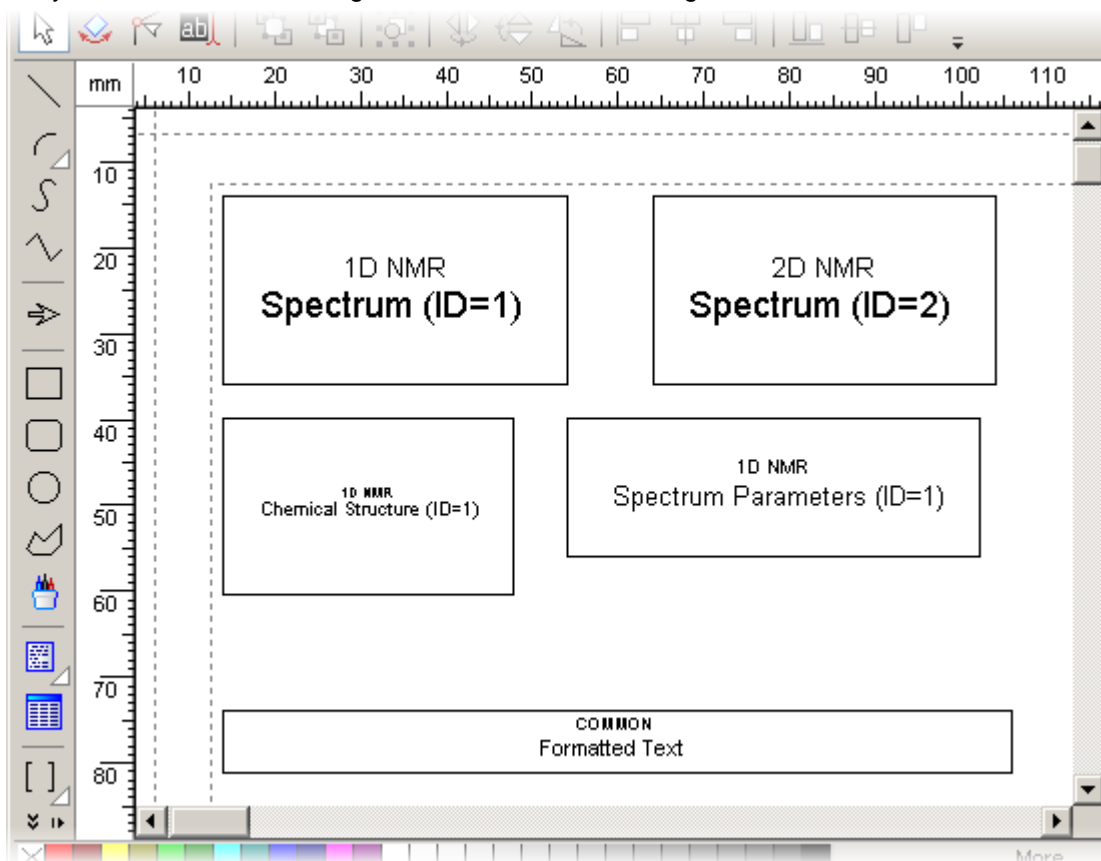 ab
mm 10 20 30 40 50 60 70 80 90 100 110
10
20
30
40
50
60
70
80
1D NMR
Spectrum (ID=1)
2D NMR
Spectrum (ID=2)
1D NMR
Chemical Structure (ID=1)
1D NMR
Spectrum Parameters (ID=1)
COMMON
Formatted Text
[ ]
More